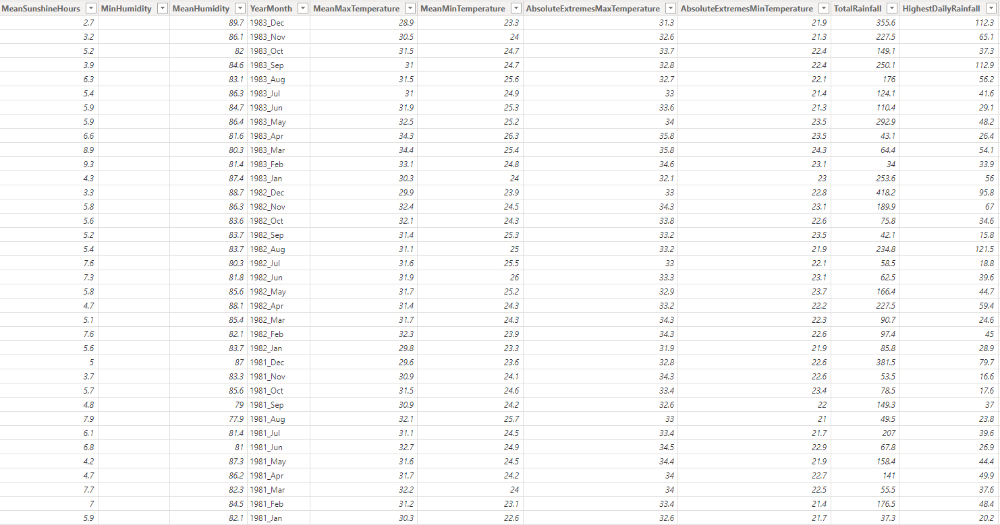 MeanSunshineHours MinHumidity MeanHumidity YearMonth MeanMaxTemperature MeanMinTemperature AbsoluteExtremesMaxTemperature AbsoluteExtremesMinTemperature TotalRainfall HighestDailyRainfall
2.7 89.7 1983_Dec 28.9 23.3 31.3 21.9 355.6 112.3
3.2 86.1 1983_Nov 30.5 24 32.6 21.3 227.5 65.1
5.2 82 1983_Oct 31.5 24.7 33.7 22.4 149.1 37.3
3.9 84.6 1983_Sep 31 24.7 32.8 22.4 250.1 112.9
6.3 83.1 1983_Aug 31.5 25.6 32.7 22.1 176 56.2
5.4 86.3 1983_Jul 31 24.9 33 21.4 124.1 41.6
5.9 84.7 1983_Jun 31.9 25.3 33.6 21.3 110.4 29.1
5.9 86.4 1983_May 32.5 25.2 34 23.5 292.9 48.2
6.6 81.6 1983_Apr 34.3 26.3 35.8 23.5 43.1 26.4
8.9 80.3 1983_Mar 34.4 25.4 35.8 24.3 64.4 54.1
9.3 81.4 1983_Feb 33.1 24.8 34.6 23.1 34 33.9
4.3 87.4 1983_Jan 30.3 24 32.1 23 253.6 56
3.3 88.7 1982_Dec 29.9 23.9 33 22.8 418.2 95.8
5.8 86.3 1982_Nov 32.4 24.5 34.3 23.1 189.9 67
5.6 83.6 1982_Oct 32.1 24.3 33.8 22.6 75.8 34.6
5.2 83.7 1982_Sep 31.4 25.3 33.2 23.5 42.1 15.8
5.4 83.7 1982_Aug 31.1 25 33.2 21.9 234.8 121.5
7.6 80.3 1982_Jul 31.6 25.5 33 22.1 58.5 18.8
7.3 81.8 1982_Jun 31.9 26 33.3 23.1 62.5 39.6
5.8 85.6 1982_May 31.7 25.2 32.9 23.7 166.4 44.7
4.7 88.1 1982_Apr 31.4 24.3 33.2 22.2 227.5 59.4
5.1 85.4 1982_Mar 31.7 24.3 34.3 22.3 90.7 24.6
7.6 82.1 1982_Feb 32.3 23.9 34.3 22.6 97.4 45
5.6 83.7 1982_Jan 29.8 23.3 31.9 21.9 85.8 28.9
5 87 1981_Dec 29.6 23.6 32.8 22.6 381.5 79.7
3.7 83.3 1981_Nov 30.9 24.1 34.3 22.6 53.5 16.6
5.7 85.6 1981_Oct 31.5 24.6 33.4 23.4 78.5 17.6
4.8 79 1981_Sep 30.9 24.2 32.6 22 149.3 37
7.9 77.9 1981_Aug 32.1 25.7 33 21 49.5 23.8
6.1 81.4 1981_Jul 31.1 24.5 33.4 21.7 207 39.6
6.8 81 1981_Jun 32.7 24.9 34.5 22.9 67.8 26.9
4.2 87.3 1981_May 31.6 24.5 34.4 21.9 158.4 44.4
4.7 86.2 1981_Apr 31.7 24.2 34 22.7 141 49.9
7.7 82.3 1981_Mar 32.2 24 34 22.5 55.5 37.6
7 84.5 1981_Feb 31.2 23.1 33.4 21.4 176.5 48.4
5.9 82.1 1981_Jan 30.3 22.6 32.6 21.7 37.3 20.2